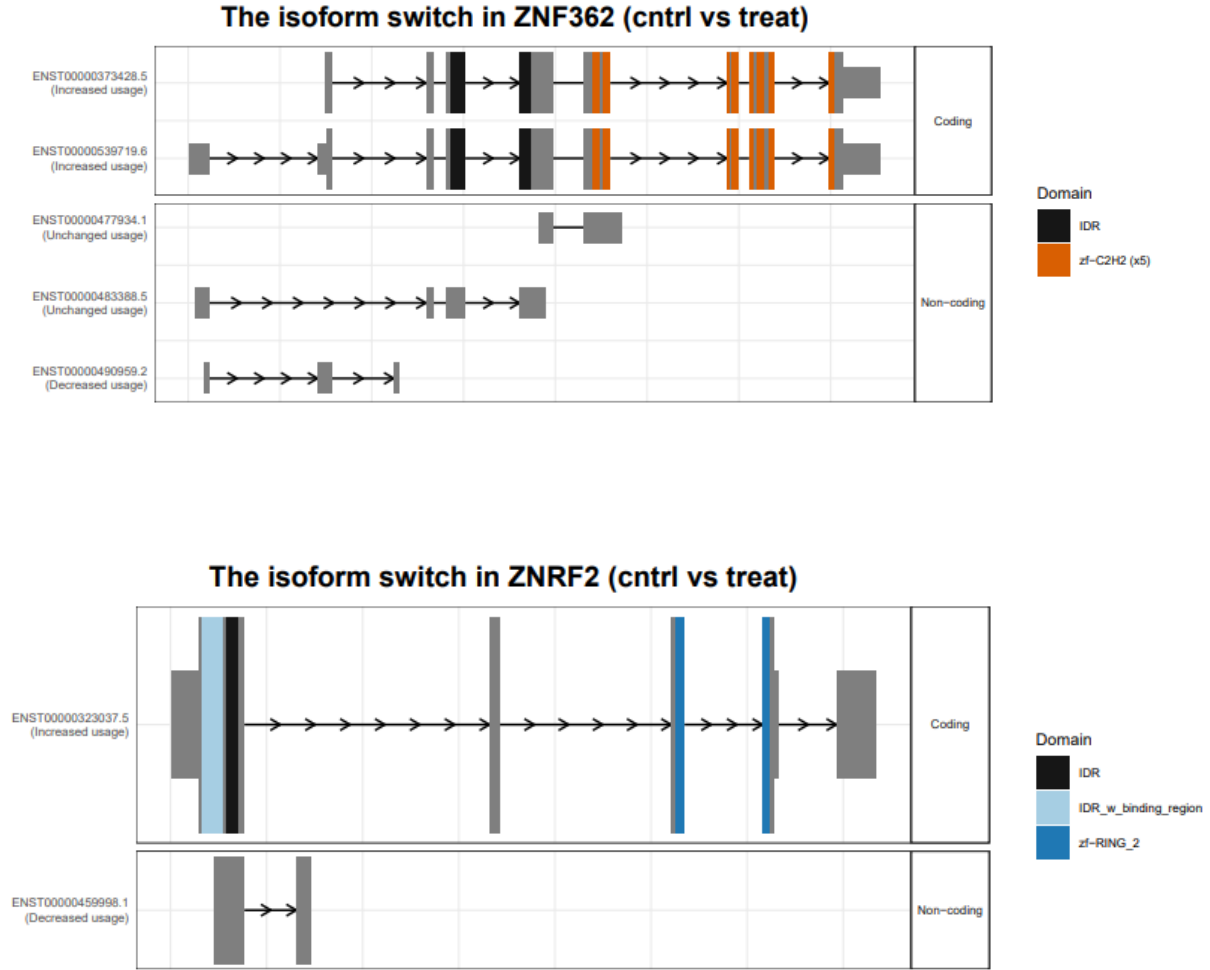 The isoform switch in ZNF362 (cntrl vs treat)
ENST00000373428.5
(Increased usage)
ENST00000539719.6
(Increased usage)
Coding
ENST00000477934.1
(Unchanged usage)
ENST00000483388.5
(Unchanged usage)
ENST00000490959.2
(Decreased usage)
Non−coding
Domain
IDR
zf−C2H2 (x5)
The isoform switch in ZNRF2 (cntrl vs treat)
ENST00000323037.5
(Increased usage)
Coding
ENST00000459998.1
(Decreased usage)
Non−coding
Domain
IDR
IDR_w_binding_region
zf−RING_2